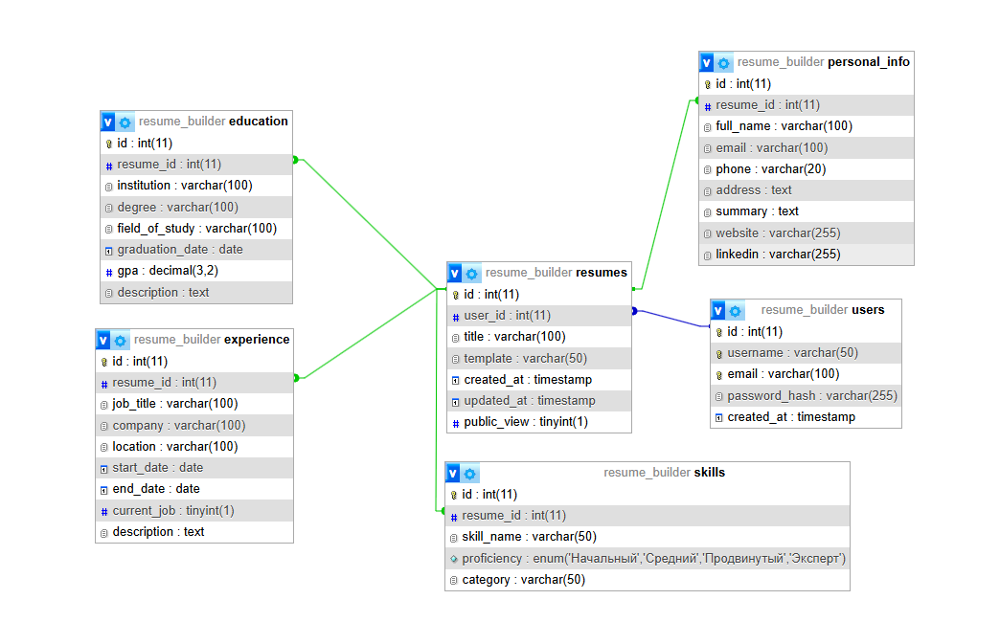 resume_builder education
id : int(11)
resume_id : int(11)
institution : varchar(100)
degree : varchar(100)
field_of_study : varchar(100)
graduation_date : date
gpa : decimal(3,2)
description : text
resume_builder experience
id : int(11)
resume_id : int(11)
job_title : varchar(100)
company : varchar(100)
location : varchar(100)
start_date : date
end_date : date
current_job : tinyint(1)
description : text
resume_builder resumes
id : int(11)
user_id : int(11)
title : varchar(100)
template : varchar(50)
created_at : timestamp
updated_at : timestamp
public_view : tinyint(1)
resume_builder personal_info
id : int(11)
resume_id : int(11)
full_name : varchar(100)
email : varchar(100)
phone : varchar(20)
address : text
summary : text
website : varchar(255)
linkedin : varchar(255)
resume_builder users
id : int(11)
username : varchar(50)
email : varchar(100)
password_hash : varchar(255)
created_at : timestamp
resume_builder skills
id : int(11)
resume_id : int(11)
skill_name : varchar(50)
proficiency : enum('Начальный','Средний','Продвинутый','Эксперт')
category : varchar(50)